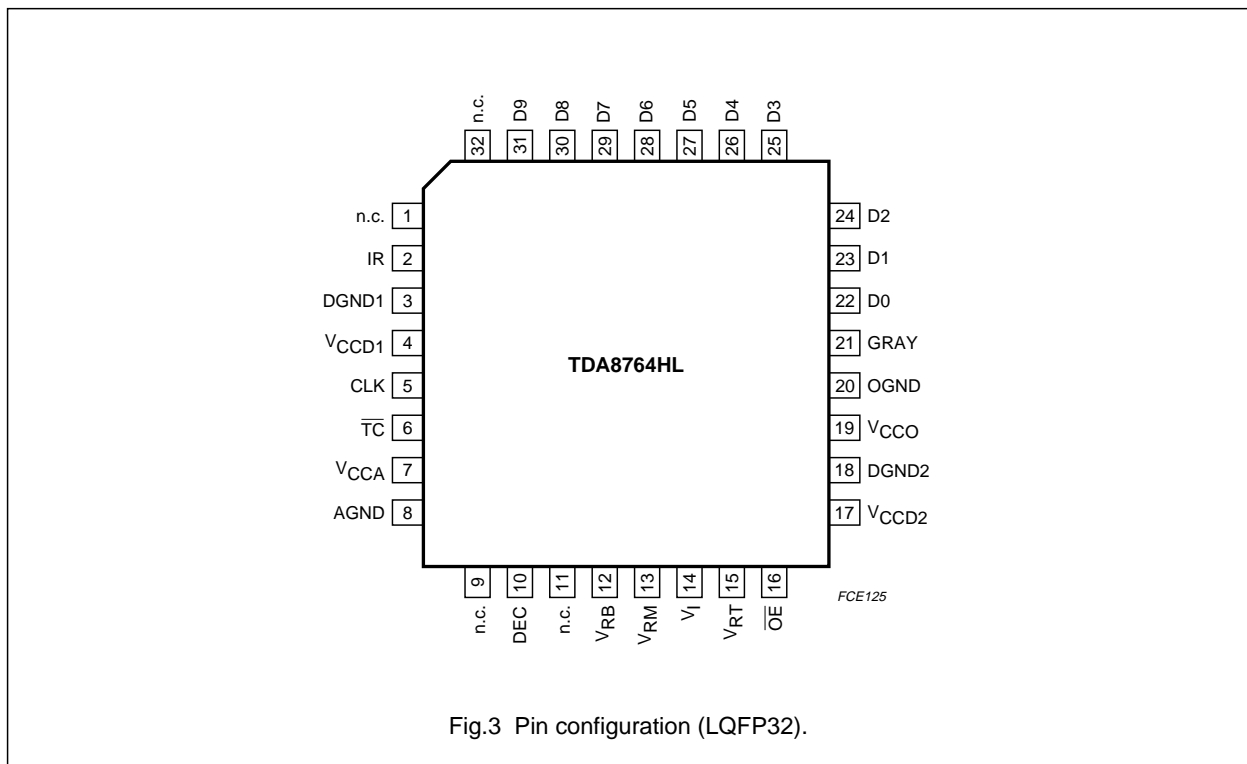 n.c. D9 D8 D7 D6 D5 D4 D3
32 31 30 29 28 27 26 25
n.c. 1
IR 2
DGND1 3
VCCD1 4
CLK 5
T̅C̅ 6
VCCA 7
AGND 8
TDA8764HL
24 D2
23 D1
22 D0
21 GRAY
20 OGND
19 VCCO
18 DGND2
17 VCCD2
9 10 11 12 13 14 15 16
n.c. DEC n.c. VRB VRM VI VRT O̅E̅
FCE125
Fig.3 Pin configuration (LQFP32).